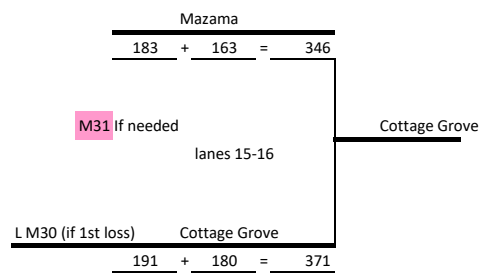 Mazama
183 + 163 = 346
M31 If needed
Cottage Grove
lanes 15-16
L M30 (if 1st loss) Cottage Grove
191 + 180 = 371